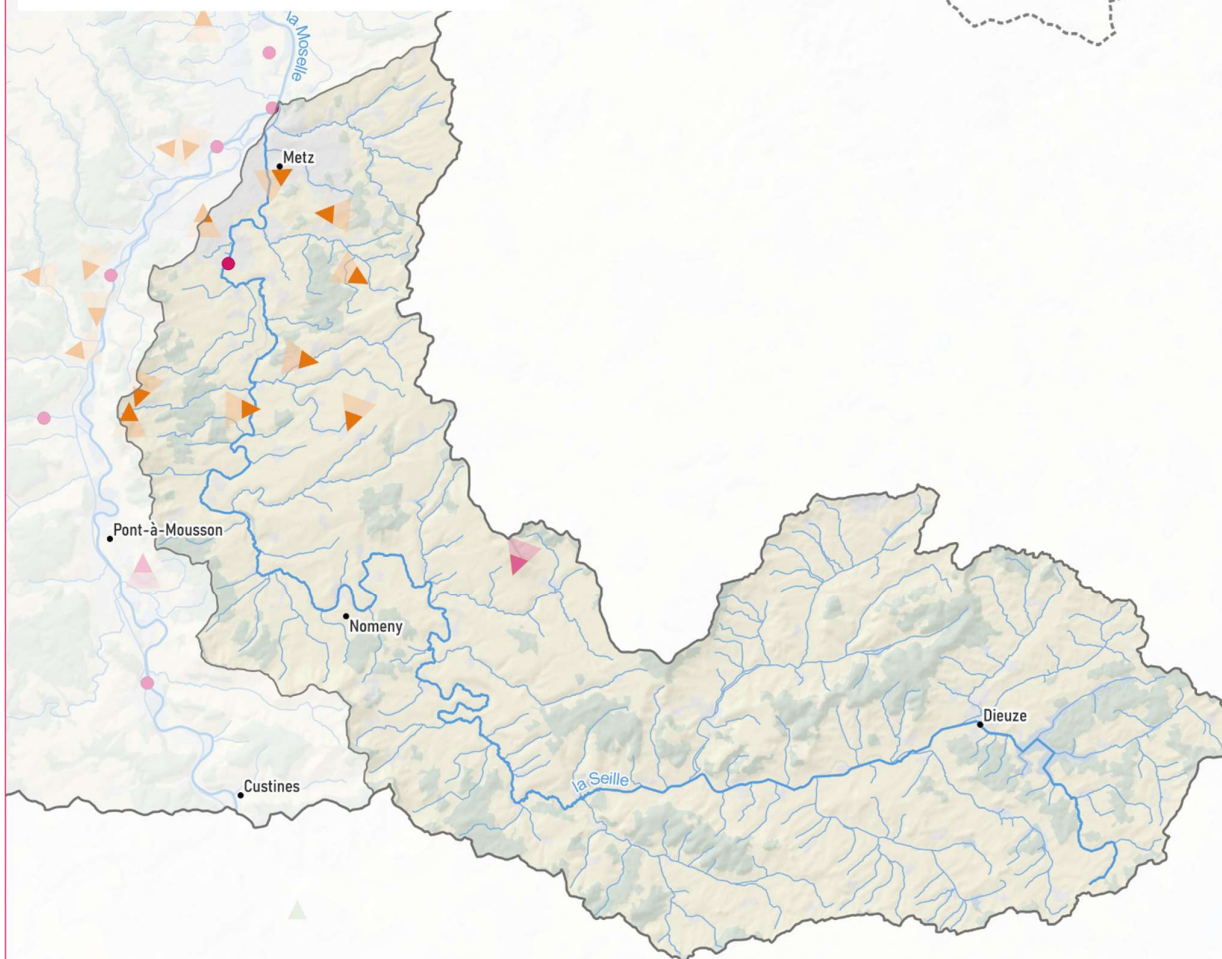 la Moselle
Metz
Pont-à-Mousson
Nomeny
Dieuze
la Seille
Custines